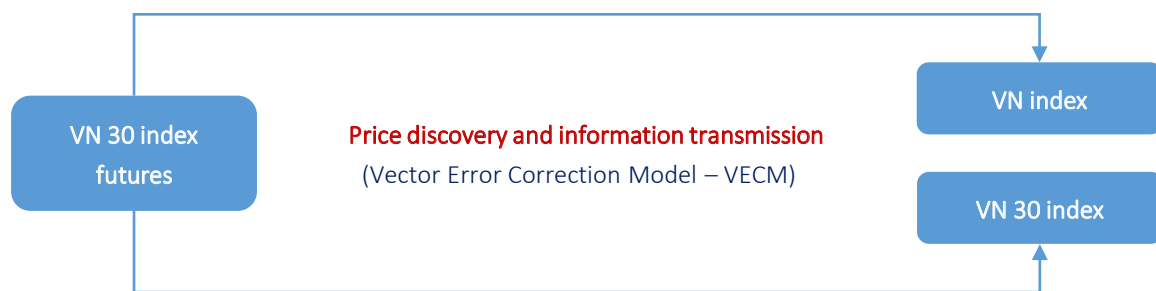 VN 30 index
futures
Price discovery and information transmission
(Vector Error Correction Model – VECM)
VN index
VN 30 index